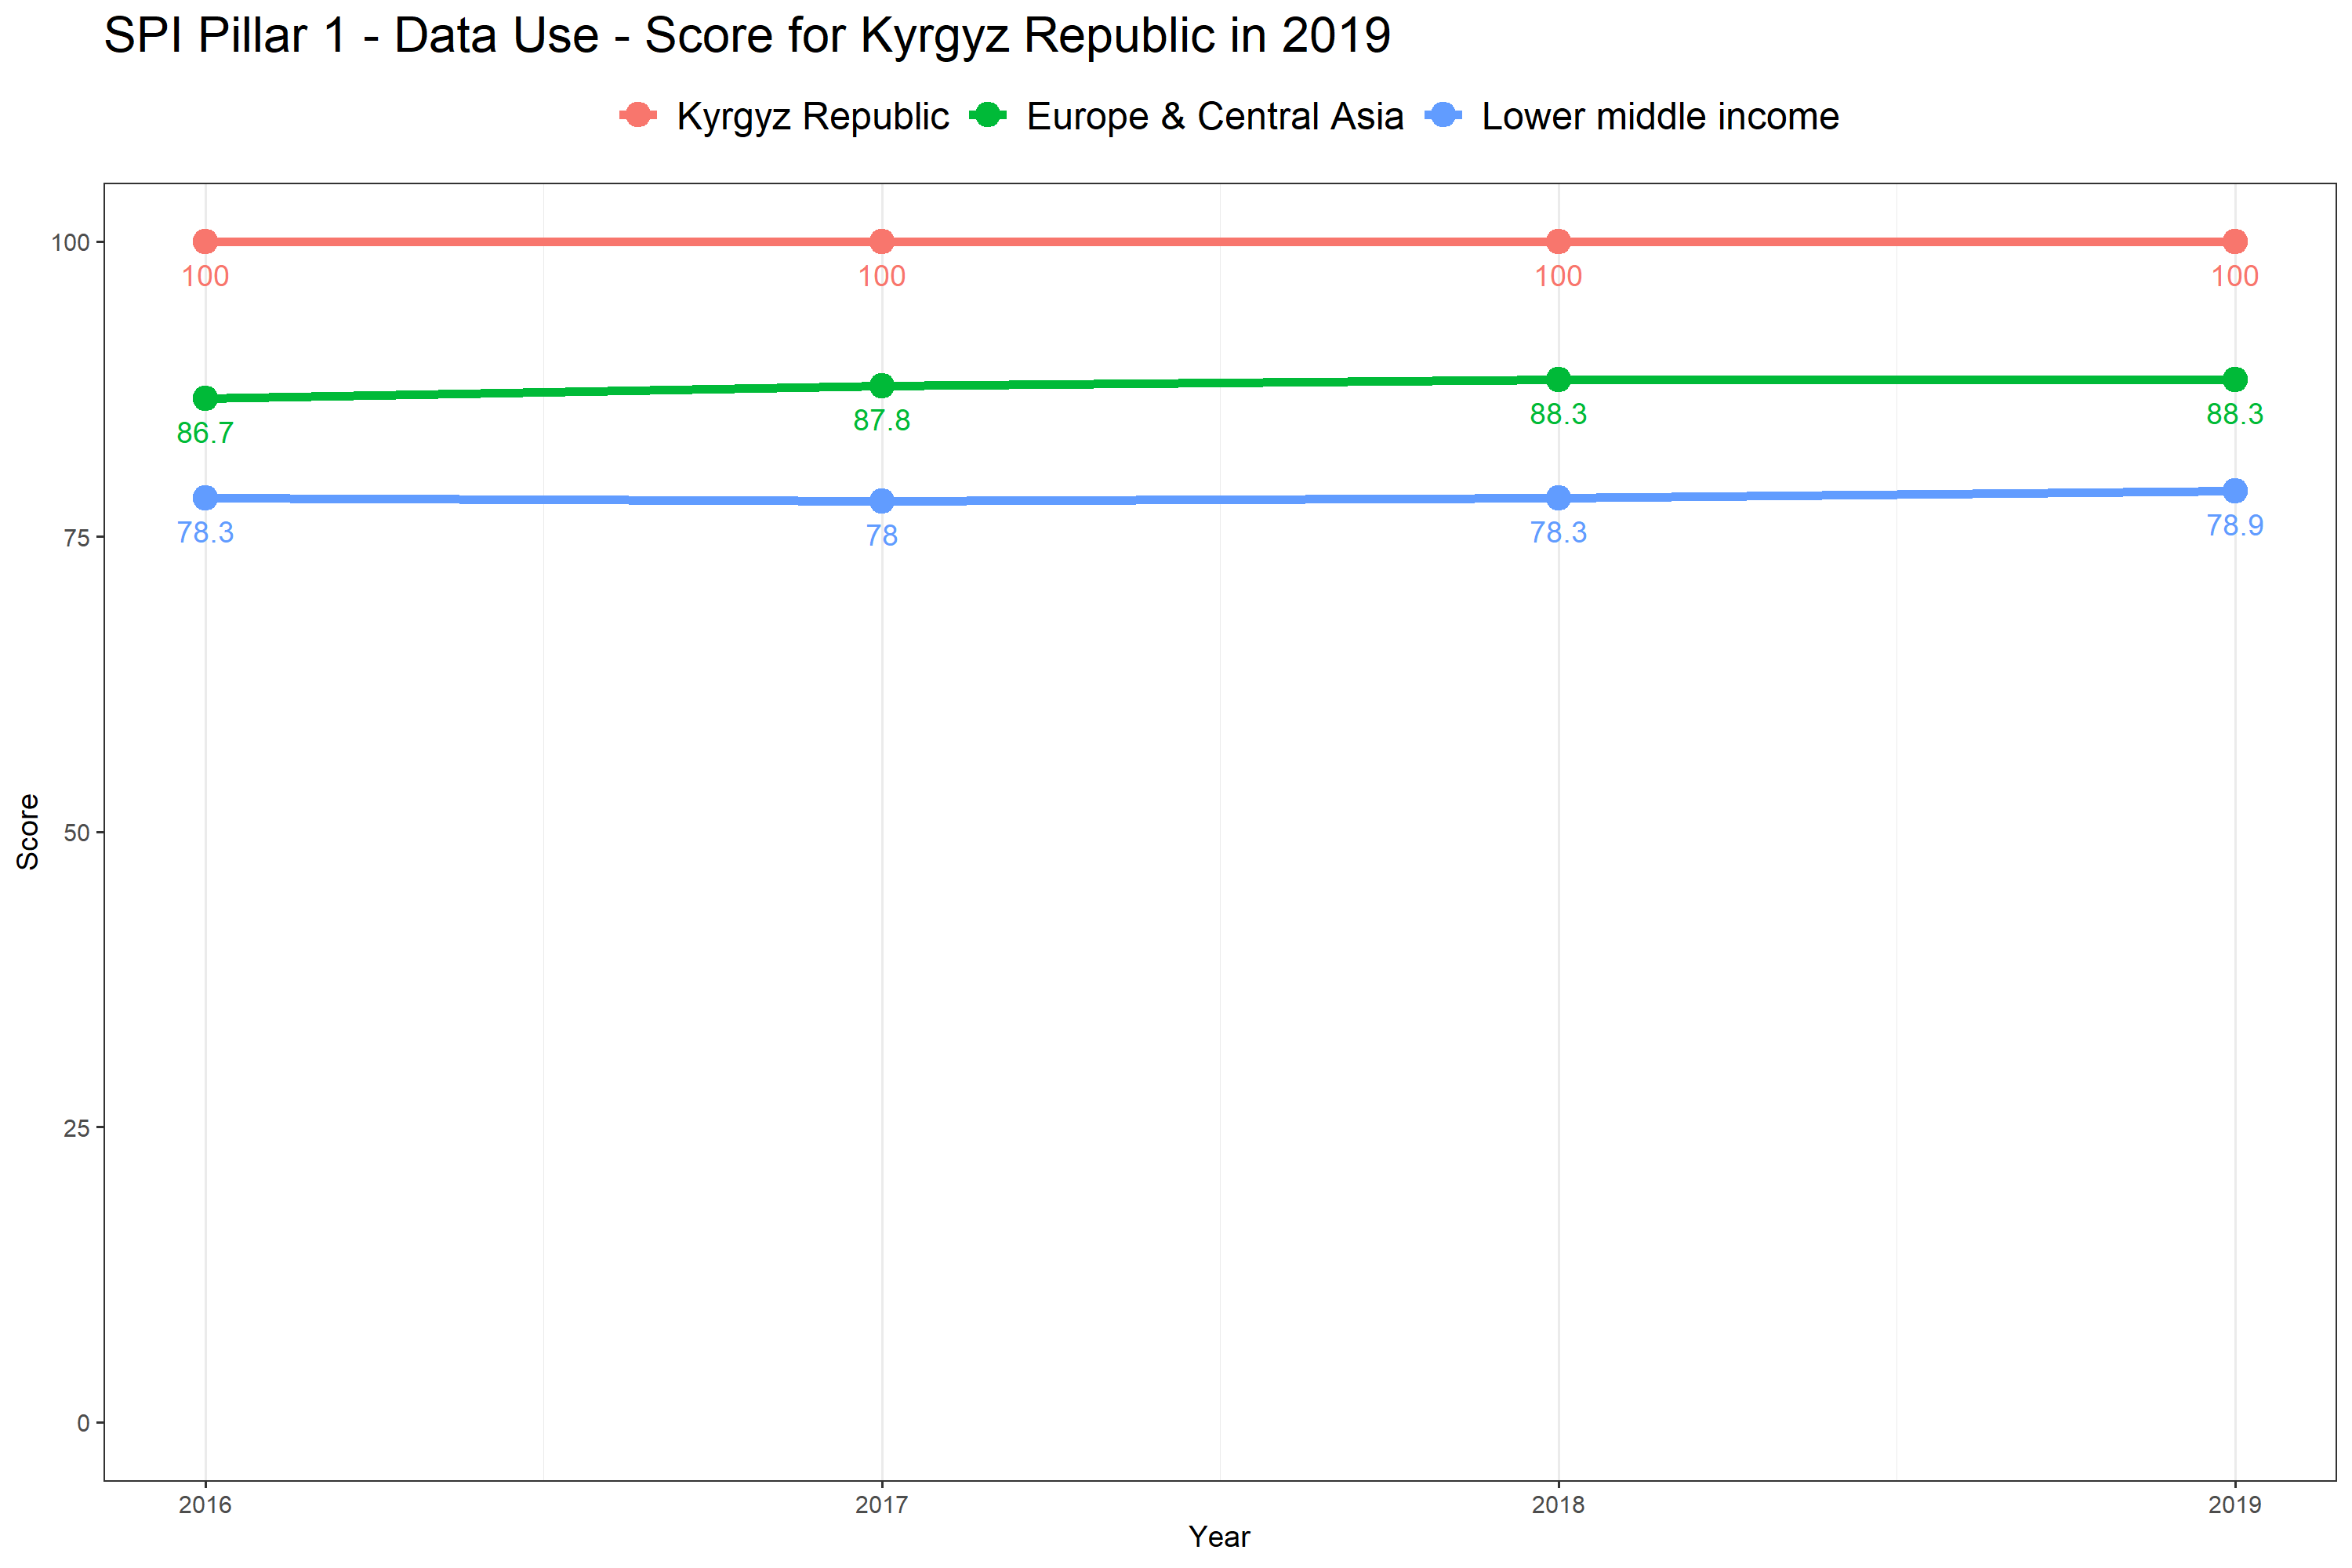 SPI Pillar 1 - Data Use - Score for Kyrgyz Republic in 2019
Kyrgyz Republic Europe & Central Asia Lower middle income
100
100 100 100 100
86.7 87.8 88.3 88.3
78.3 78 78.3 78.9
75
50
Score
25
0
2016 2017 2018 2019
Year